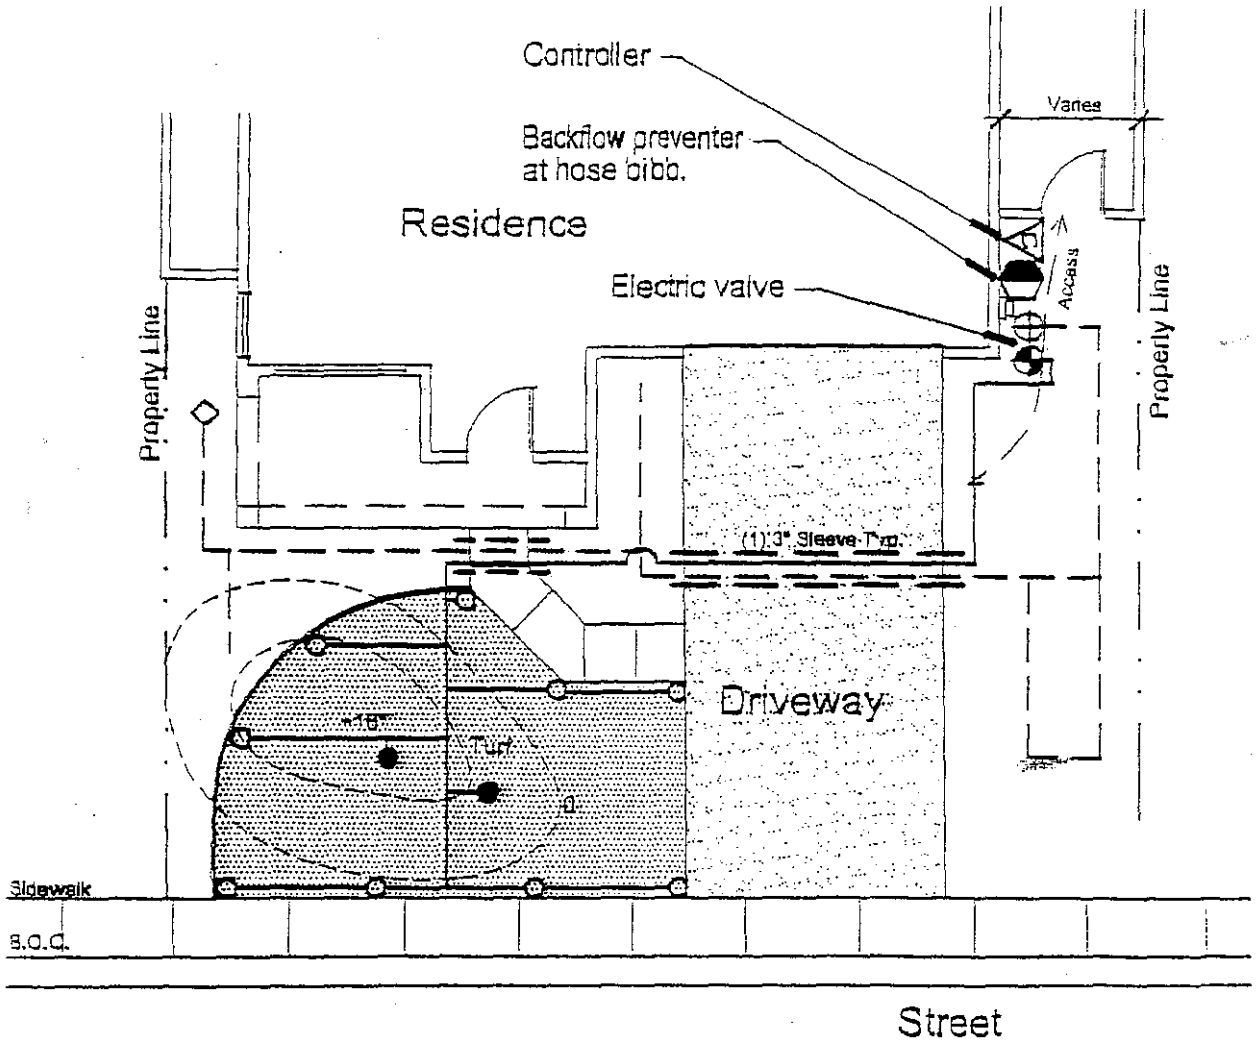 Controller
Varies
Backflow preventer
at hose bibb.
Residence
Access
Electric valve
Property Line
Property Line
(1) 3" Sleeve Typ.
Driveway
Turf
Sidewalk
B.O.C.
Street